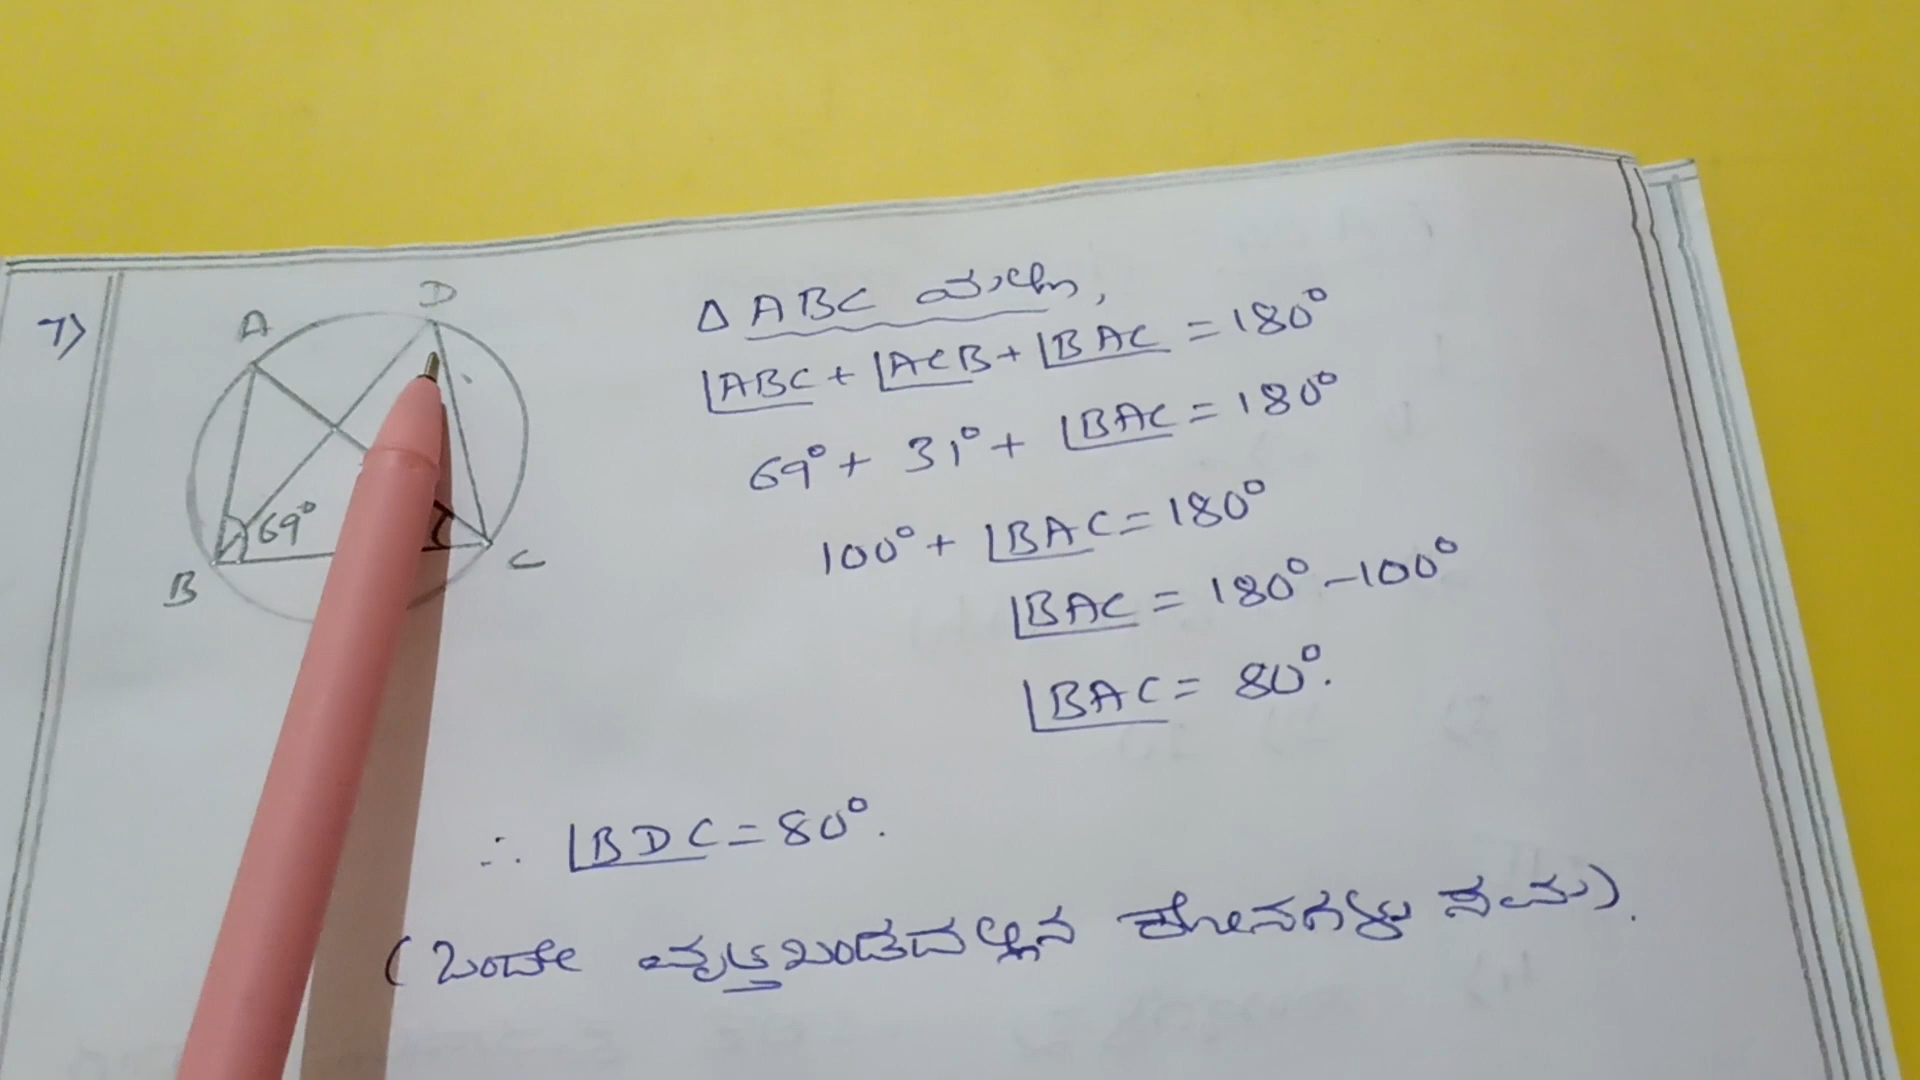 7)
D
A
69°
B
C
Δ ABC ಯಲ್ಲಿ,
∠ABC + ∠ACB + ∠BAC = 180°
69° + 31° + ∠BAC = 180°
100° + ∠BAC = 180°
∠BAC = 180° - 100°
∠BAC = 80°.
∴ ∠BDC = 80°.
(ಒಂದೇ ವೃತ್ತಖಂಡದಲ್ಲಿನ ಕೋನಗಳು ಸಮ).